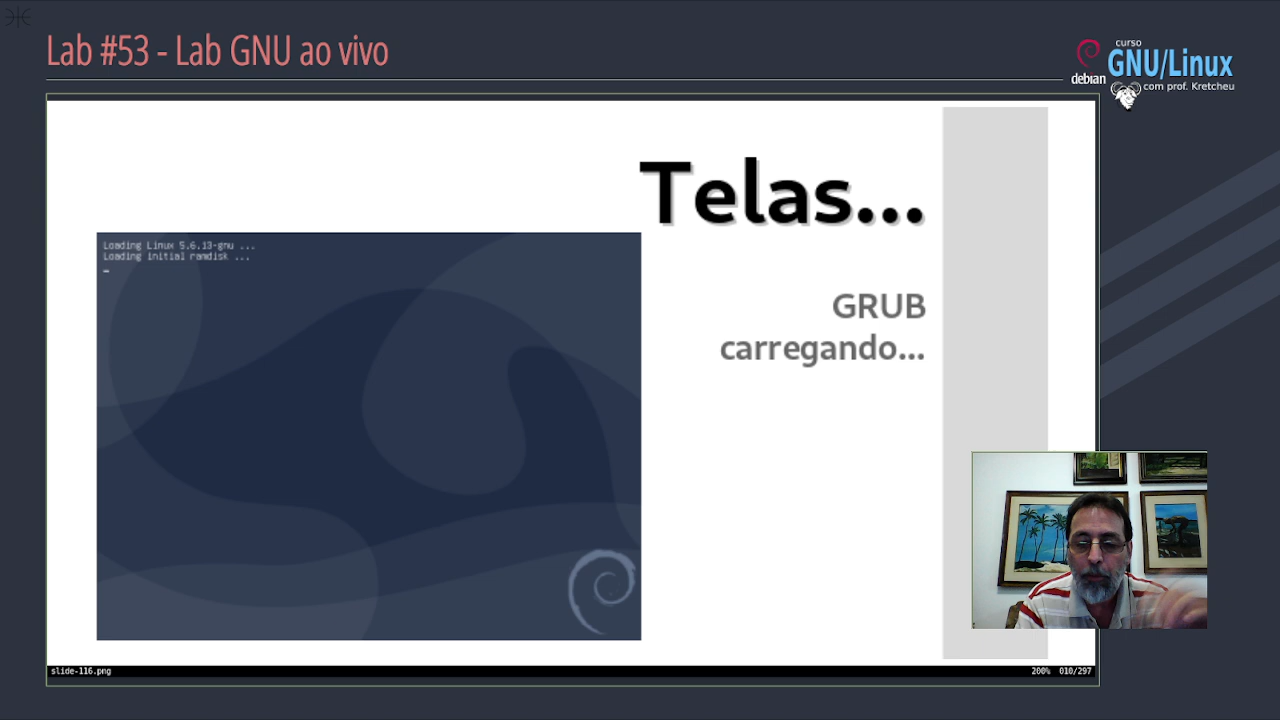 Lab #53 - Lab GNU ao vivo
curso
GNU/Linux
debian
com prof. Kretcheu
Telas...
Loading Linux 5.6.13-gnu ...
Loading initial ramdisk ...
GRUB
carregando...
slide-116.png
200% 010/297